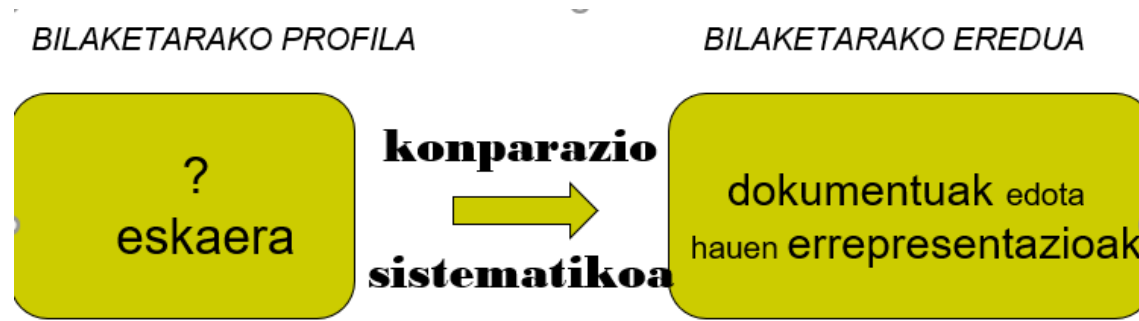 BILAKETARAKO PROFILA
BILAKETARAKO EREDUA
?
eskaera
konparazio
sistematikoa
dokumentuak edota
hauen errepresentazioak